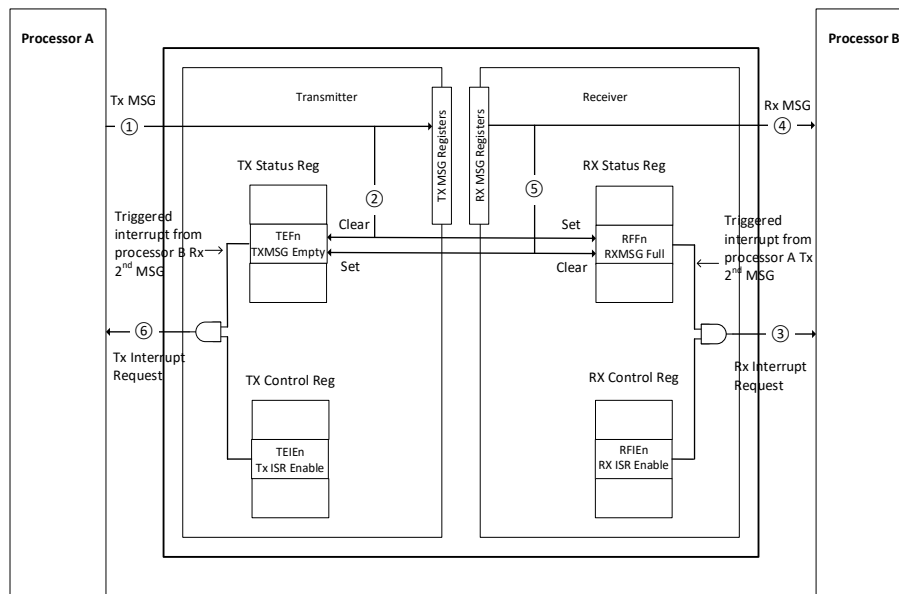 Processor A
Processor B
Transmitter
Receiver
Tx MSG
Rx MSG
①
④
TX MSG Registers
RX MSG Registers
TX Status Reg
RX Status Reg
②
⑤
Triggered
interrupt from
processor B Rx
2nd MSG
Clear
Set
TEFn
TXMSG Empty
RFFn
RXMSG Full
Set
Clear
Triggered
interrupt from
processor A Tx
2nd MSG
⑥
③
Tx Interrupt
Request
Rx Interrupt
Request
TX Control Reg
RX Control Reg
TEIEn
Tx ISR Enable
RFIEn
RX ISR Enable